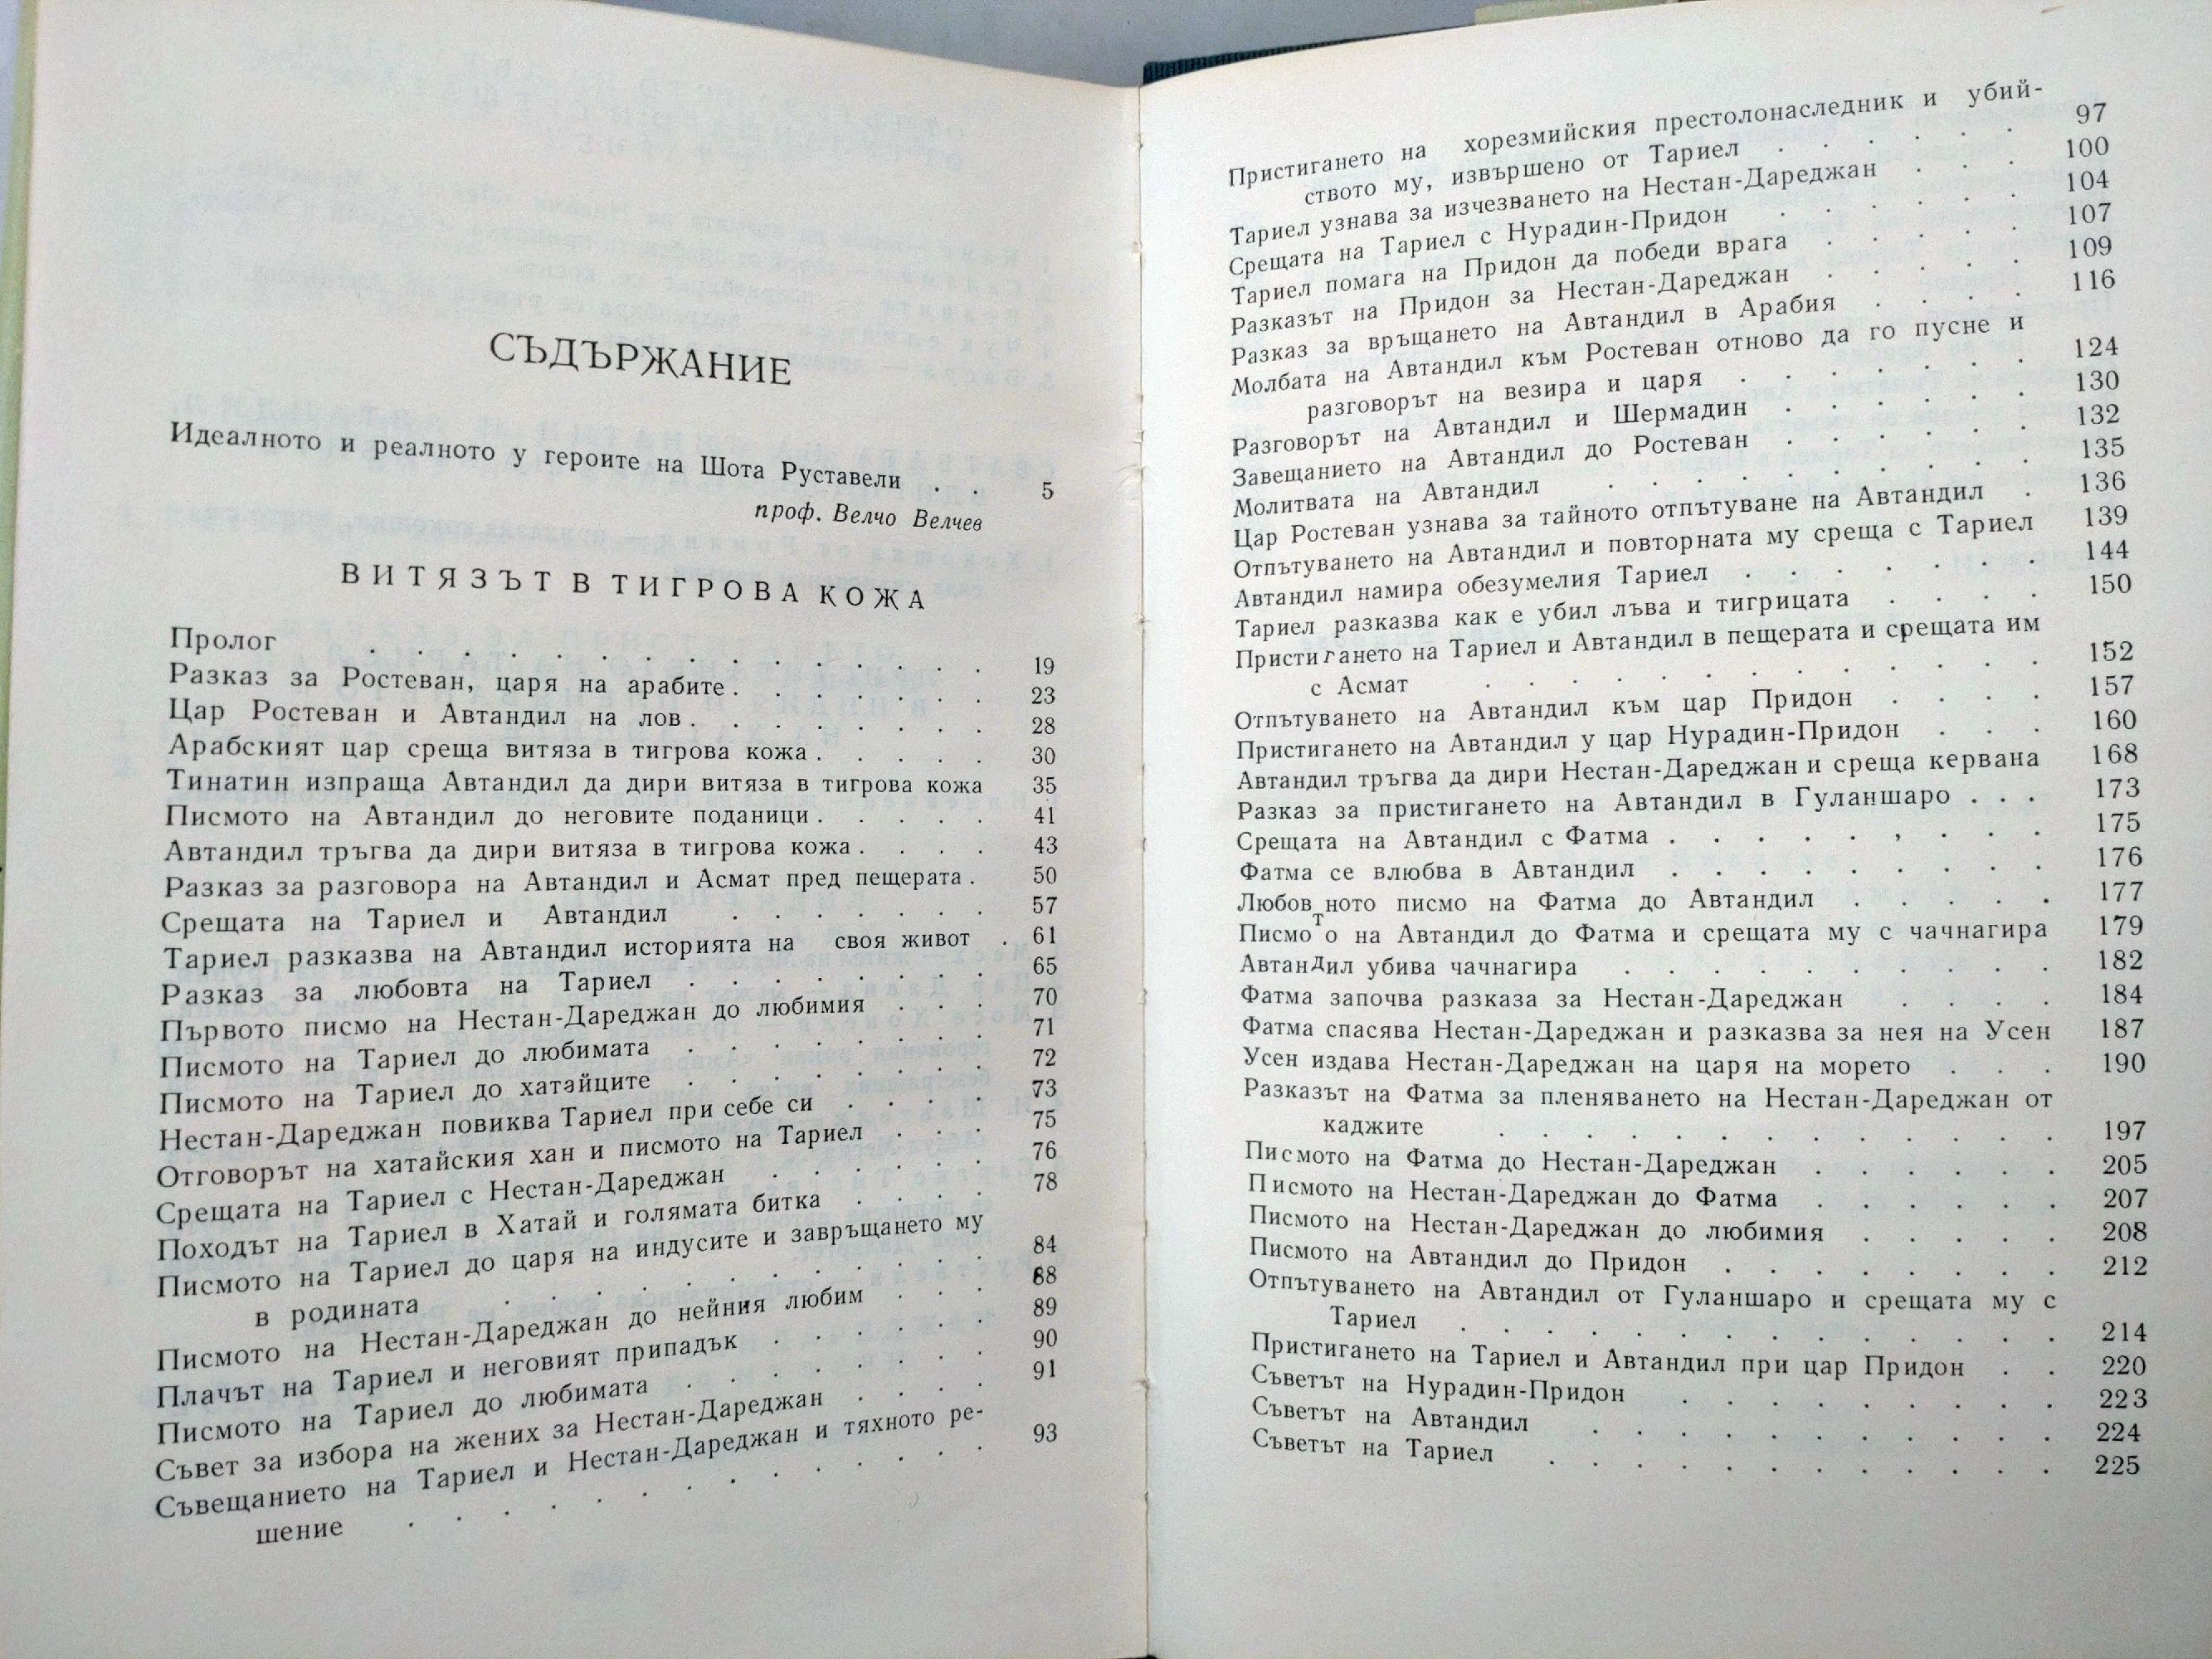 СЪДЪРЖАНИЕ
Идеалното и реалното у героите на Шота Руставели . . 5
проф. Велчо Велчев
ВИТЯЗЪТ В ТИГРОВА КОЖА
Пролог . . . . . . . . . . . . . 19
Разказ за Ростеван, царя на арабите . . . . . . 23
Цар Ростеван и Автандил на лов . . . . . . . 28
Арабският цар среща витяза в тигрова кожа . . . . 30
Тинатин изпраща Автандил да дири витяза в тигрова кожа 35
Писмото на Автандил до неговите поданици . . . . 41
Автандил тръгва да дири витяза в тигрова кожа . . . . 43
Разказ за разговора на Автандил и Асмат пред пещерата . 50
Срещата на Тариел и Автандил . . . . . . 57
Тариел разказва на Автандил историята на своя живот . 61
Разказ за любовта на Тариел . . . . . . . 65
Първото писмо на Нестан-Дареджан до любимия . . . 70
Писмото на Тариел до любимата . . . . . . . 71
Писмото на Тариел до хатайците . . . . . . . 72
Нестан-Дареджан повиква Тариел при себе си . . . . 73
Отговорът на хатайския хан и писмото на Тариел . . . 75
Срещата на Тариел с Нестан-Дареджан . . . . . 76
Походът на Тариел в Хатай и голямата битка . . . . 78
Писмото на Тариел до царя на индусите и завръщането му
в родината . . . . . . . . . . . 84
Писмото на Нестан-Дареджан до нейния любим . . . 88
Плачът на Тариел и неговият припадък . . . . . 89
Писмото на Тариел до любимата . . . . . . . 90
Съвет за избора на жених за Нестан-Дареджан . . . . 91
Съвещанието на Тариел и Нестан-Дареджан и тяхното ре-
шение . . . . . . . . . . . . . 93
Пристигането на хорезмийския престолонаследник и убий-
ството му, извършено от Тариел . . . . . . 97
Тариел узнава за изчезването на Нестан-Дареджан . . . 100
Срещата на Тариел с Нурадин-Придон . . . . . . 104
Тариел помага на Придон да победи врага . . . . . 107
Разказът на Придон за Нестан-Дареджан . . . . . 109
Разказ за връщането на Автандил в Арабия . . . . 116
Молбата на Автандил към Ростеван отново да го пусне и
разговорът на везира и царя . . . . . . . 124
Разговорът на Автандил и Шермадин . . . . . . 130
Завещанието на Автандил до Ростеван . . . . . . 132
Молитвата на Автандил . . . . . . . . . . 135
Цар Ростеван узнава за тайното отпътуване на Автандил . 136
Отпътуването на Автандил и повторната му среща с Тариел 139
Автандил намира обезумелия Тариел . . . . . . . 144
Тариел разказва как е убил лъва и тигрицата . . . . 150
Пристигането на Тариел и Автандил в пещерата и срещата им
с Асмат . . . . . . . . . . . . . 152
Отпътуването на Автандил към цар Придон . . . . 157
Пристигането на Автандил у цар Нурадин-Придон . . . 160
Автандил тръгва да дири Нестан-Дареджан и среща кервана 168
Разказ за пристигането на Автандил в Гуланшаро . . . 173
Срещата на Автандил с Фатма . . . . . , . . . 175
Фатма се влюбва в Автандил . . . . . . . . . 176
Любовното писмо на Фатма до Автандил . . . . . 177
Писмото на Автандил до Фатма и срещата му с чачнагира 179
Автандил убива чачнагира . . . . . . . . . . 182
Фатма започва разказа за Нестан-Дареджан . . . . 184
Фатма спасява Нестан-Дареджан и разказва за нея на Усен 187
Усен издава Нестан-Дареджан на царя на морето . . . 190
Разказът на Фатма за пленяването на Нестан-Дареджан от
каджите . . . . . . . . . . . . . 197
Писмото на Фатма до Нестан-Дареджан . . . . . . 205
Писмото на Нестан-Дареджан до Фатма . . . . . . 207
Писмото на Нестан-Дареджан до любимия . . . . . 208
Писмото на Автандил до Придон . . . . . . . . 212
Отпътуването на Автандил от Гуланшаро и срещата му с
Тариел . . . . . . . . . . . . . . 214
Пристигането на Тариел и Автандил при цар Придон . . 220
Съветът на Нурадин-Придон . . . . . . . . . 223
Съветът на Автандил . . . . . . . . . . . 224
Съветът на Тариел . . . . . . . . . . . . 225